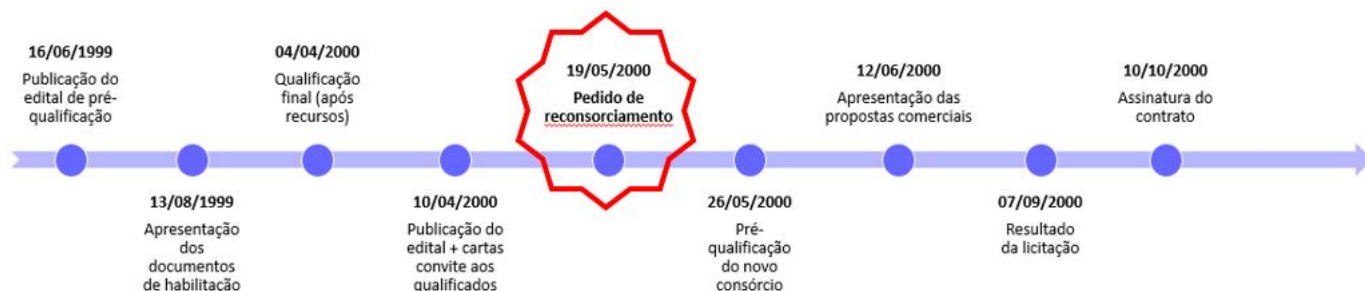 16/06/1999
Publicação do
edital de pré-
qualificação
13/08/1999
Apresentação
dos
documentos
de habilitação
04/04/2000
Qualificação
final (após
recursos)
10/04/2000
Publicação do
edital + cartas
convite aos
qualificados
19/05/2000
Pedido de
reconsorciamento
26/05/2000
Pré-
qualificação
do novo
consórcio
12/06/2000
Apresentação das
propostas comerciais
07/09/2000
Resultado
da licitação
10/10/2000
Assinatura do
contrato